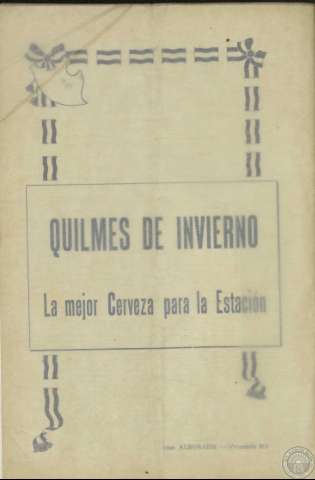 QUILMES DE INVIERNO
La mejor Cerveza para la Estación